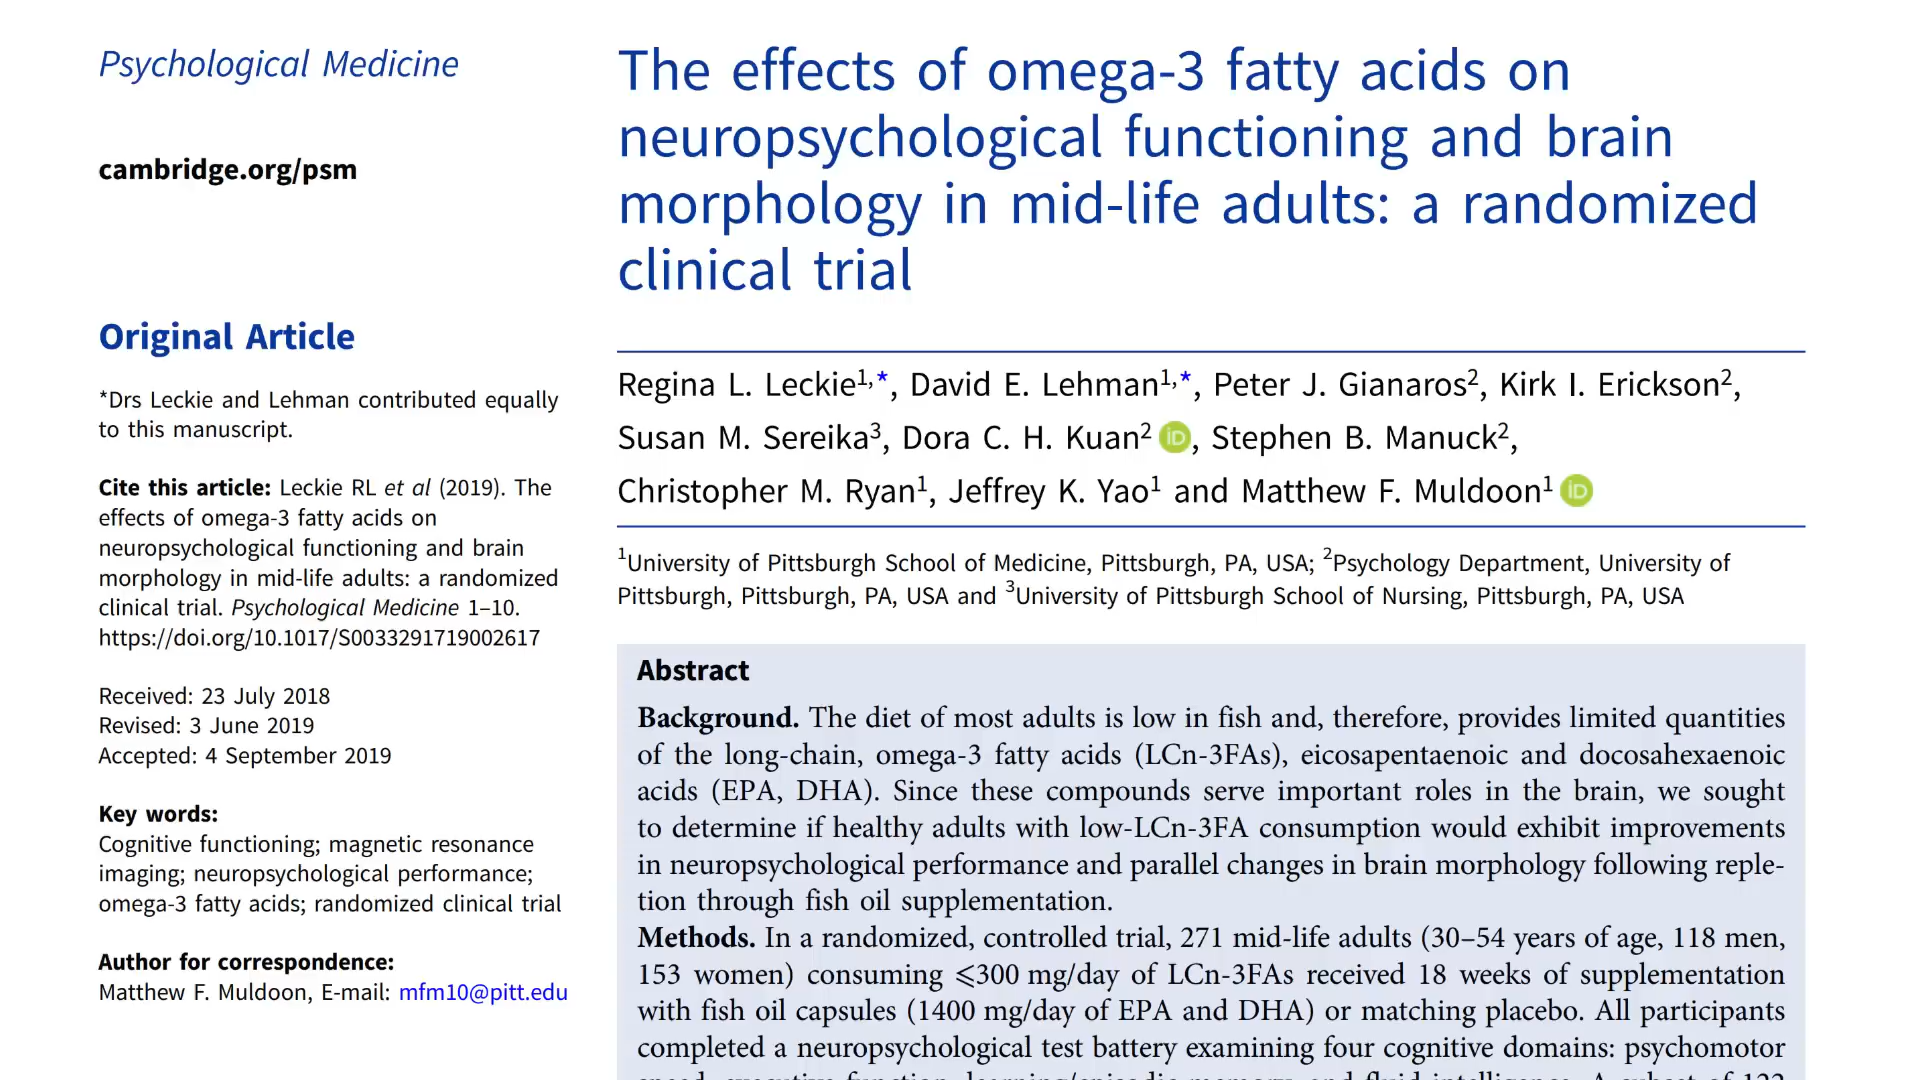 Psychological Medicine
cambridge.org/psm
Original Article
*Drs Leckie and Lehman contributed equally
to this manuscript.
Cite this article: Leckie RL et al (2019). The
effects of omega-3 fatty acids on
neuropsychological functioning and brain
morphology in mid-life adults: a randomized
clinical trial. Psychological Medicine 1–10.
https://doi.org/10.1017/S0033291719002617
Received: 23 July 2018
Revised: 3 June 2019
Accepted: 4 September 2019
Key words:
Cognitive functioning; magnetic resonance
imaging; neuropsychological performance;
omega-3 fatty acids; randomized clinical trial
Author for correspondence:
Matthew F. Muldoon, E-mail: mfm10@pitt.edu
The effects of omega-3 fatty acids on
neuropsychological functioning and brain
morphology in mid-life adults: a randomized
clinical trial
Regina L. Leckie1,*, David E. Lehman1,*, Peter J. Gianaros2, Kirk I. Erickson2,
Susan M. Sereika3, Dora C. H. Kuan2 iD, Stephen B. Manuck2,
Christopher M. Ryan1, Jeffrey K. Yao1 and Matthew F. Muldoon1 iD
1University of Pittsburgh School of Medicine, Pittsburgh, PA, USA; 2Psychology Department, University of
Pittsburgh, Pittsburgh, PA, USA and 3University of Pittsburgh School of Nursing, Pittsburgh, PA, USA
Abstract
Background. The diet of most adults is low in fish and, therefore, provides limited quantities
of the long-chain, omega-3 fatty acids (LCn-3FAs), eicosapentaenoic and docosahexaenoic
acids (EPA, DHA). Since these compounds serve important roles in the brain, we sought
to determine if healthy adults with low-LCn-3FA consumption would exhibit improvements
in neuropsychological performance and parallel changes in brain morphology following reple-
tion through fish oil supplementation.
Methods. In a randomized, controlled trial, 271 mid-life adults (30–54 years of age, 118 men,
153 women) consuming ⩽300 mg/day of LCn-3FAs received 18 weeks of supplementation
with fish oil capsules (1400 mg/day of EPA and DHA) or matching placebo. All participants
completed a neuropsychological test battery examining four cognitive domains: psychomotor